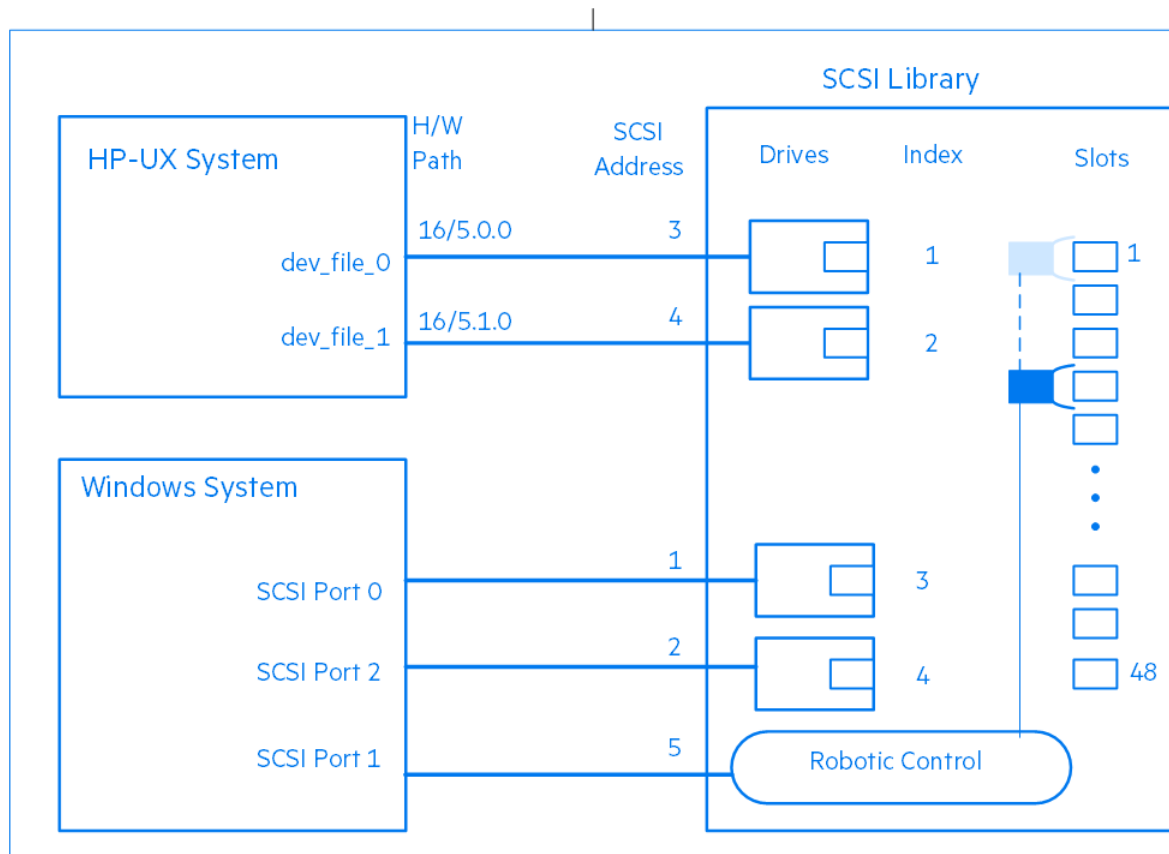 SCSI Library
HP-UX System
H/W
Path
SCSI
Address
Drives
Index
Slots
16/5.0.0
3
dev_file_0
1
1
16/5.1.0
4
dev_file_1
2
Windows System
1
SCSI Port 0
3
2
SCSI Port 2
4
48
5
SCSI Port 1
Robotic Control